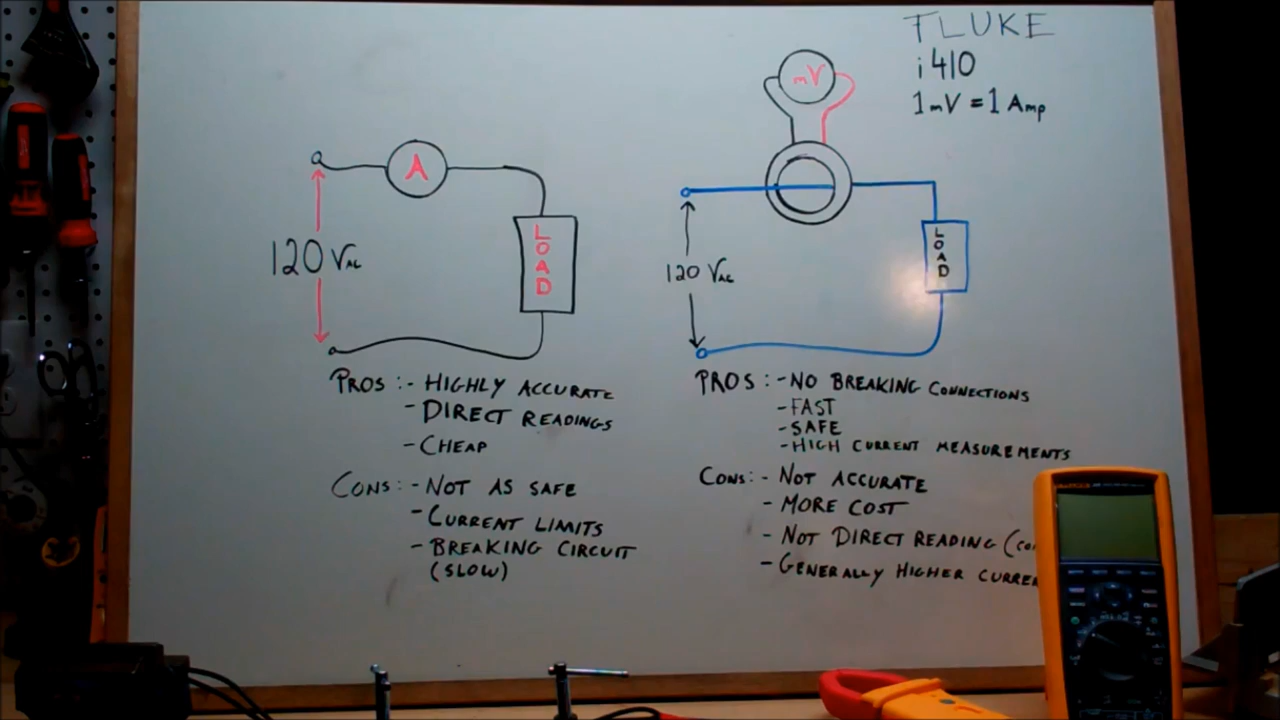 FLUKE
i410
1mV = 1 Amp
A
120 VAC
LOAD
PROS :- HIGHLY ACCURATE
- DIRECT READINGS
- CHEAP
CONS :- NOT AS SAFE
- CURRENT LIMITS
- BREAKING CIRCUIT
(SLOW)
mV
120 VAC
LOAD
PROS :- NO BREAKING CONNECTIONS
- FAST
- SAFE
- HIGH CURRENT MEASUREMENTS
CONS :- NOT ACCURATE
- MORE COST
- NOT DIRECT READING
- GENERALLY HIGHER